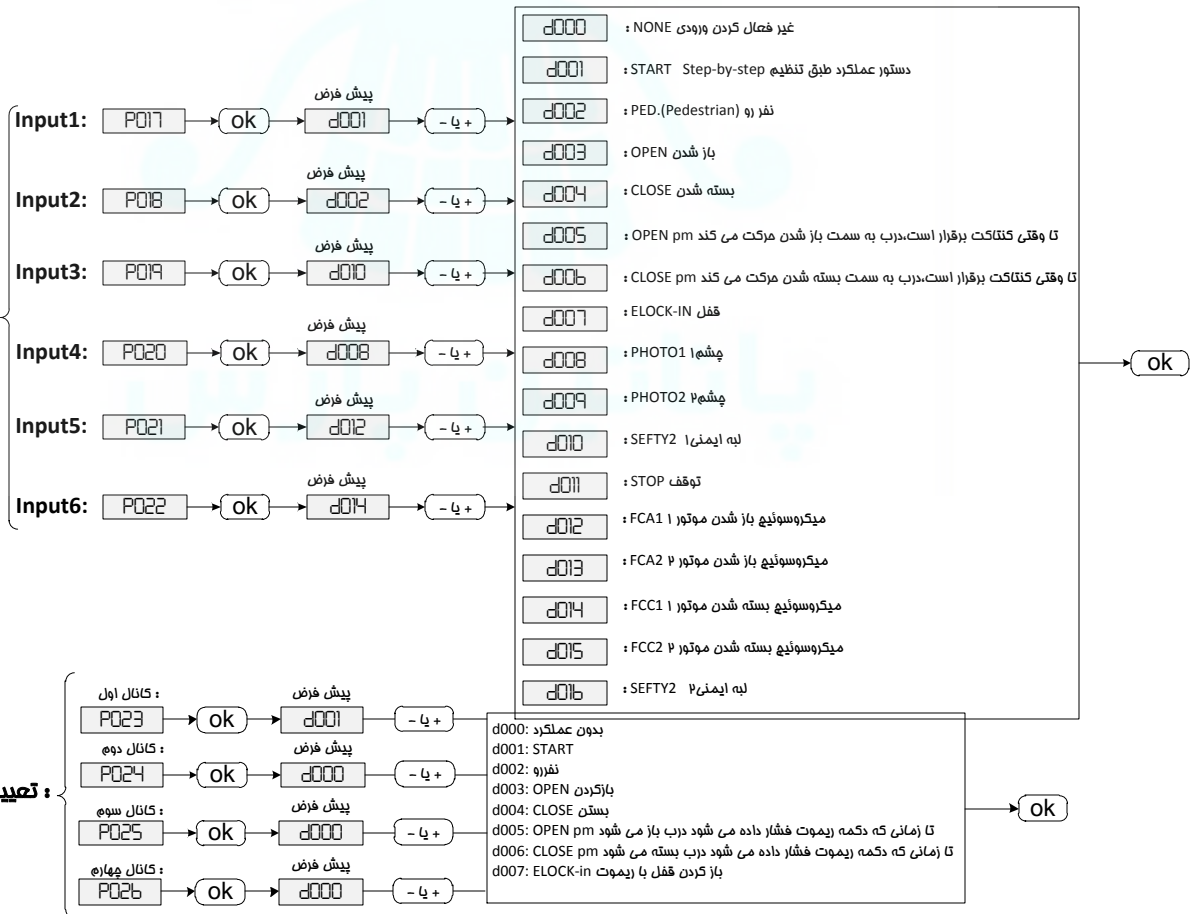 d000 : NONE غیر فعال کردن ورودی
d001 : START Step-by-step دستور عملکرد طبق تنظیم
d002 : PED.(Pedestrian) نفر رو
d003 : OPEN باز شدن
d004 : CLOSE بسته شدن
d005 : OPEN pm تا وقتی کنتاکت برقرار است،درب به سمت باز شدن حرکت می کند
d006 : CLOSE pm تا وقتی کنتاکت برقرار است،درب به سمت بسته شدن حرکت می کند
d007 : ELOCK-IN قفل
d008 : PHOTO1 چشم۱
d009 : PHOTO2 چشم۲
d010 : SEFTY2 لبه ایمنی۱
d011 : STOP توقف
d012 : FCA1 میکروسوئیچ باز شدن موتور ۱
d013 : FCA2 میکروسوئیچ باز شدن موتور ۲
d014 : FCC1 میکروسوئیچ بسته شدن موتور ۱
d015 : FCC2 میکروسوئیچ بسته شدن موتور ۲
d016 : SEFTY2 لبه ایمنی۲
ok
پیش فرض
Input1: P017 ok d001 + یا -
پیش فرض
Input2: P018 ok d002 + یا -
پیش فرض
Input3: P019 ok d010 + یا -
پیش فرض
Input4: P020 ok d008 + یا -
پیش فرض
Input5: P021 ok d012 + یا -
پیش فرض
Input6: P022 ok d014 + یا -
کانال اول : پیش فرض
P023 ok d001 + یا -
کانال دوم : پیش فرض
P024 ok d000 + یا -
کانال سوم : پیش فرض
P025 ok d000 + یا -
کانال چهارم : پیش فرض
P026 ok d000 + یا -
d000: بدون عملکرد
d001: START
d002: نفررو
d003: OPEN بازکردن
d004: CLOSE بستن
d005: OPEN pm تا زمانی که دکمه ریموت فشار داده می شود درب باز می شود
d006: CLOSE pm تا زمانی که دکمه ریموت فشار داده می شود درب بسته می شود
d007: ELOCK-in باز کردن قفل با ریموت
ok